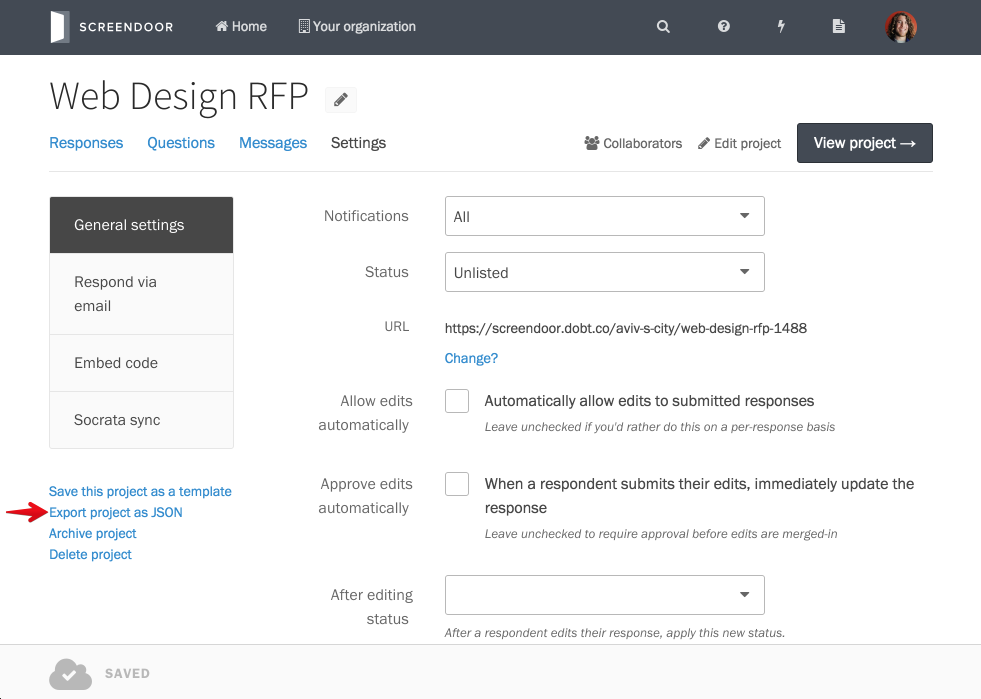 SCREENDOOR Home Your organization
Web Design RFP
Responses Questions Messages Settings Collaborators Edit project View project →
General settings
Respond via
email
Embed code
Socrata sync
Save this project as a template
Export project as JSON
Archive project
Delete project
Notifications All
Status Unlisted
URL https://screendoor.dobt.co/aviv-s-city/web-design-rfp-1488
Change?
Allow edits
automatically
Automatically allow edits to submitted responses
Leave unchecked if you'd rather do this on a per-response basis
Approve edits
automatically
When a respondent submits their edits, immediately update the
response
Leave unchecked to require approval before edits are merged-in
After editing
status
After a respondent edits their response, apply this new status.
SAVED